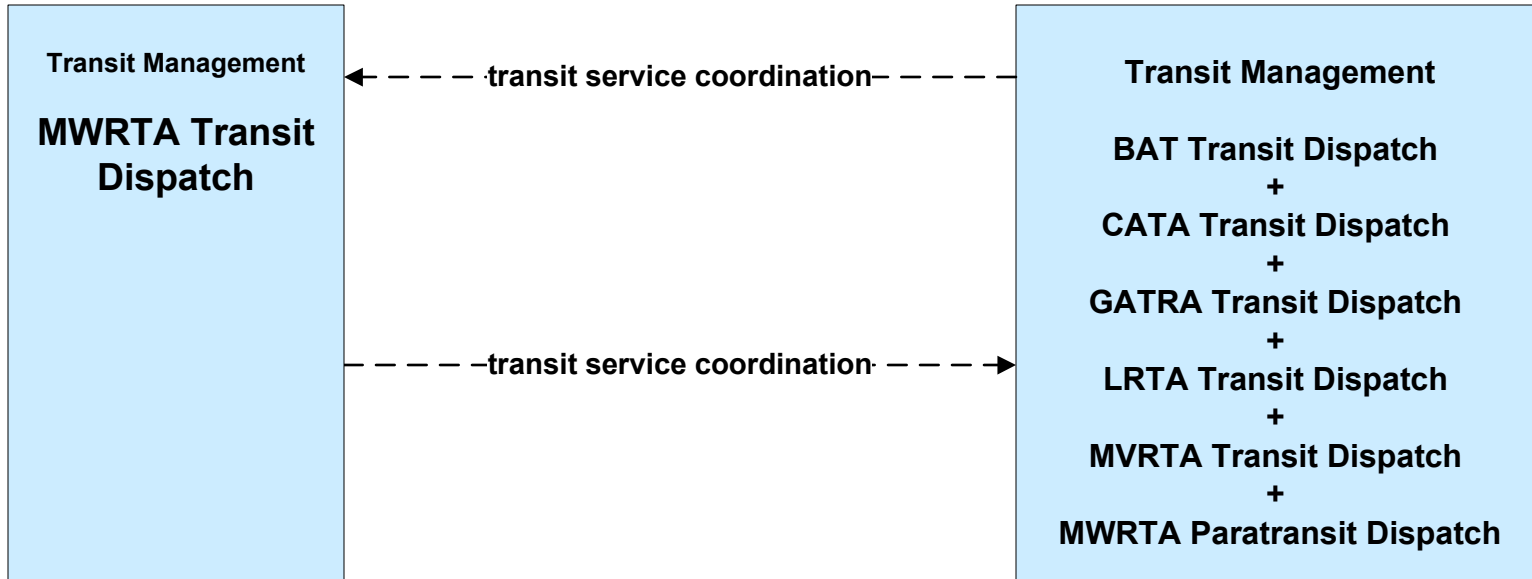 Transit Management
MWRTA Transit
Dispatch
transit service coordination
transit service coordination
Transit Management
BAT Transit Dispatch
+
CATA Transit Dispatch
+
GATRA Transit Dispatch
+
LRTA Transit Dispatch
+
MVRTA Transit Dispatch
+
MWRTA Paratransit Dispatch